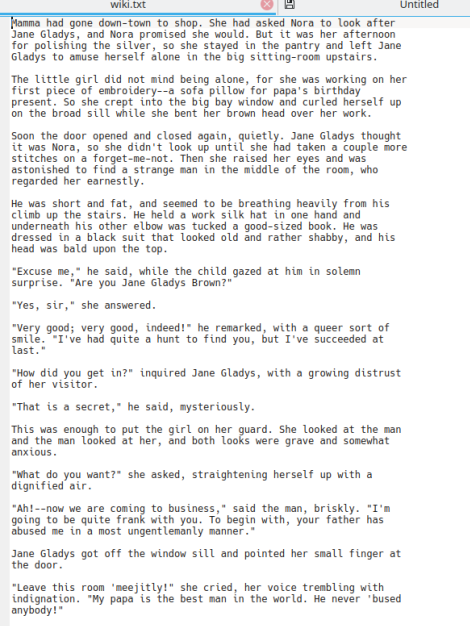 wiki.txt
Untitled
Mamma had gone down-town to shop. She had asked Nora to look after
Jane Gladys, and Nora promised she would. But it was her afternoon
for polishing the silver, so she stayed in the pantry and left Jane
Gladys to amuse herself alone in the big sitting-room upstairs.
The little girl did not mind being alone, for she was working on her
first piece of embroidery--a sofa pillow for papa's birthday
present. So she crept into the big bay window and curled herself up
on the broad sill while she bent her brown head over her work.
Soon the door opened and closed again, quietly. Jane Gladys thought
it was Nora, so she didn't look up until she had taken a couple more
stitches on a forget-me-not. Then she raised her eyes and was
astonished to find a strange man in the middle of the room, who
regarded her earnestly.
He was short and fat, and seemed to be breathing heavily from his
climb up the stairs. He held a work silk hat in one hand and
underneath his other elbow was tucked a good-sized book. He was
dressed in a black suit that looked old and rather shabby, and his
head was bald upon the top.
"Excuse me," he said, while the child gazed at him in solemn
surprise. "Are you Jane Gladys Brown?"
"Yes, sir," she answered.
"Very good; very good, indeed!" he remarked, with a queer sort of
smile. "I've had quite a hunt to find you, but I've succeeded at
last."
"How did you get in?" inquired Jane Gladys, with a growing distrust
of her visitor.
"That is a secret," he said, mysteriously.
This was enough to put the girl on her guard. She looked at the man
and the man looked at her, and both looks were grave and somewhat
anxious.
"What do you want?" she asked, straightening herself up with a
dignified air.
"Ah!--now we are coming to business," said the man, briskly. "I'm
going to be quite frank with you. To begin with, your father has
abused me in a most ungentlemanly manner."
Jane Gladys got off the window sill and pointed her small finger at
the door.
"Leave this room 'meejitly!" she cried, her voice trembling with
indignation. "My papa is the best man in the world. He never 'bused
anybody!"